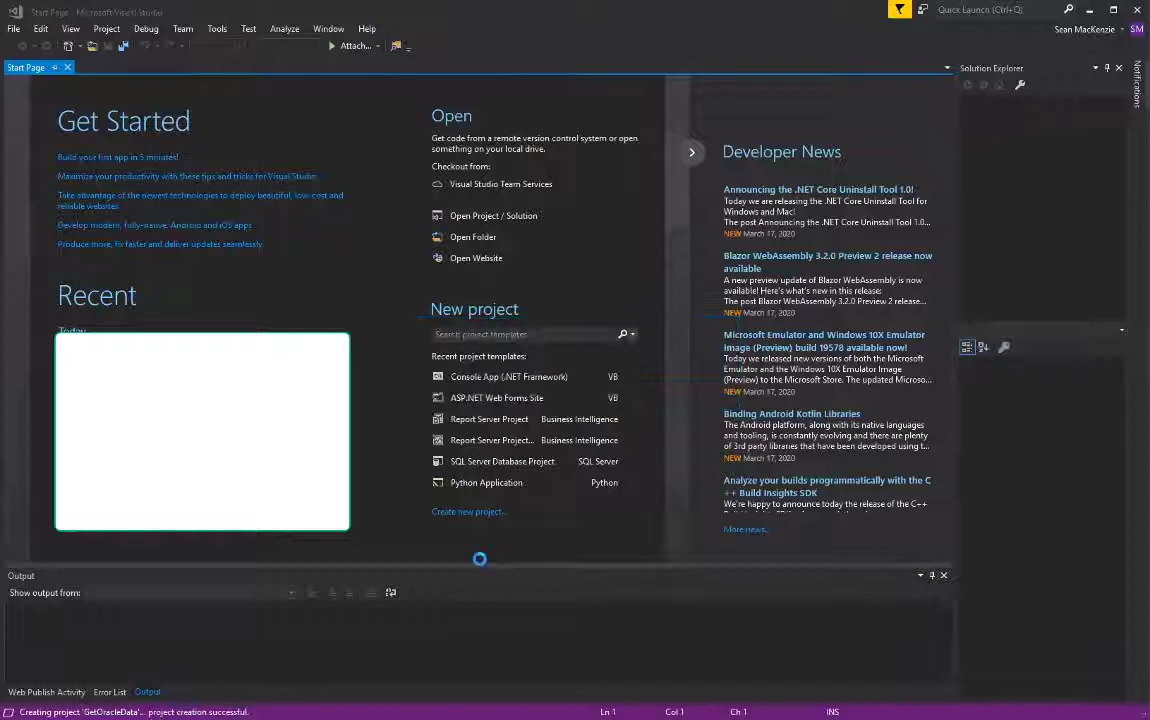 Start Page - Microsoft Visual Studio
Quick Launch (Ctrl+Q)
File Edit View Project Debug Team Tools Test Analyze Window Help
Sean MacKenzie SM
Attach...
Start Page
Solution Explorer
Notifications
Get Started
Build your first app in 5 minutes!
Maximize your productivity with these tips and tricks for Visual Studio
Take advantage of the newest technologies to deploy beautiful, low-cost and
reliable websites
Develop modern, fully-native, Android and iOS apps
Produce more, fix faster and deliver updates seamlessly
Recent
Today
Open
Get code from a remote version control system or open
something on your local drive.
Checkout from:
Visual Studio Team Services
Open Project / Solution
Open Folder
Open Website
New project
Search project templates
Recent project templates:
Console App (.NET Framework) VB
ASP.NET Web Forms Site VB
Report Server Project Business Intelligence
Report Server Project... Business Intelligence
SQL Server Database Project SQL Server
Python Application Python
Create new project...
Developer News
Announcing the .NET Core Uninstall Tool 1.0!
Today we are releasing the .NET Core Uninstall Tool for
Windows and Mac!
The post Announcing the .NET Core Uninstall Tool 1.0...
NEW March 17, 2020
Blazor WebAssembly 3.2.0 Preview 2 release now
available
A new preview update of Blazor WebAssembly is now
available! Here's what's new in this release:
The post Blazor WebAssembly 3.2.0 Preview 2 release...
NEW March 17, 2020
Microsoft Emulator and Windows 10X Emulator
Image (Preview) build 19578 available now!
Today we released new versions of both the Microsoft
Emulator and the Windows 10X Emulator Image
(Preview) to the Microsoft Store. The updated Microso...
NEW March 17, 2020
Binding Android Kotlin Libraries
The Android platform, along with its native languages
and tooling, is constantly evolving and there are plenty
of 3rd party libraries that have been developed using t...
NEW March 17, 2020
Analyze your builds programmatically with the C
++ Build Insights SDK
We're happy to announce today the release of the C++
More news...
Output
Show output from:
Web Publish Activity Error List Output
Creating project 'GetOracleData'... project creation successful.
Ln 1 Col 1 Ch 1 INS